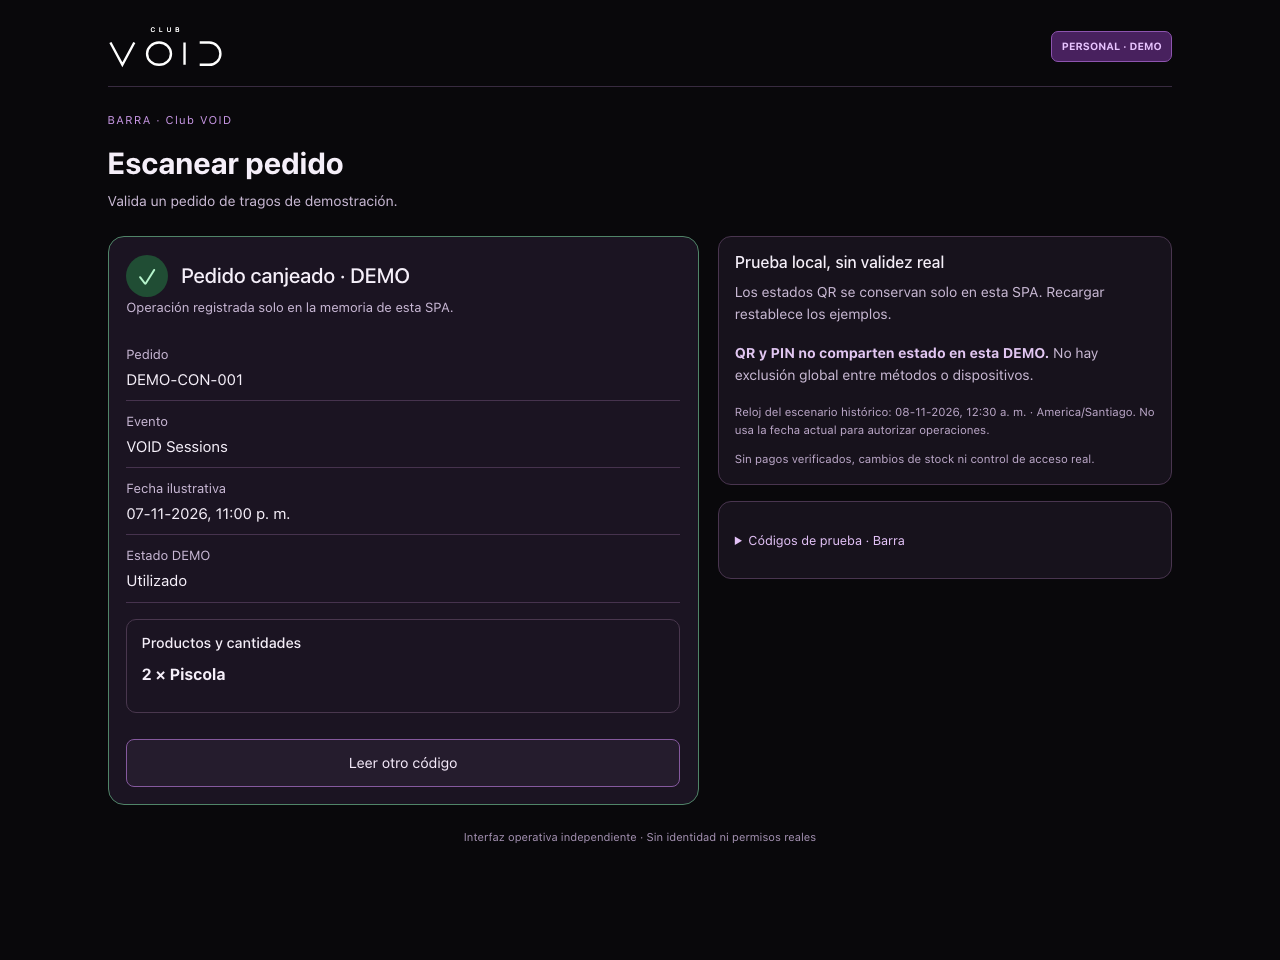 CLUB
VOID
PERSONAL · DEMO
BARRA · Club VOID
Escanear pedido
Valida un pedido de tragos de demostración.
Pedido canjeado · DEMO
Operación registrada solo en la memoria de esta SPA.
Pedido
DEMO-CON-001
Evento
VOID Sessions
Fecha ilustrativa
07-11-2026, 11:00 p. m.
Estado DEMO
Utilizado
Productos y cantidades
2 × Piscola
Leer otro código
Prueba local, sin validez real
Los estados QR se conservan solo en esta SPA. Recargar
restablece los ejemplos.
QR y PIN no comparten estado en esta DEMO. No hay
exclusión global entre métodos o dispositivos.
Reloj del escenario histórico: 08-11-2026, 12:30 a. m. · America/Santiago. No
usa la fecha actual para autorizar operaciones.
Sin pagos verificados, cambios de stock ni control de acceso real.
Códigos de prueba · Barra
Interfaz operativa independiente · Sin identidad ni permisos reales